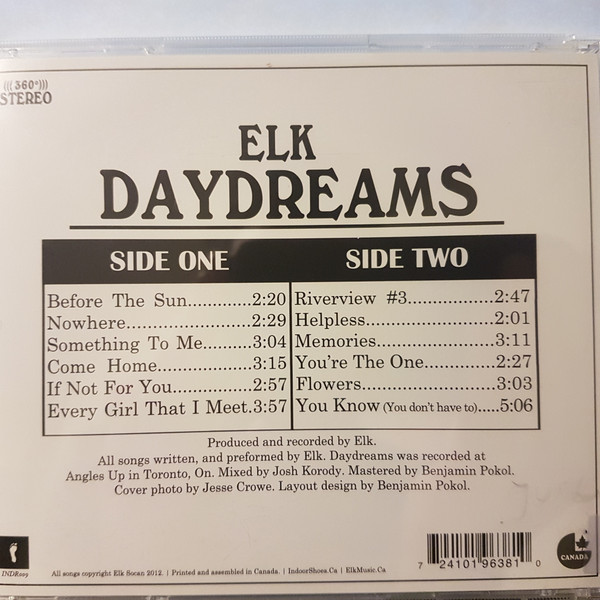 ((( 360° )))
STEREO
ELK
DAYDREAMS
SIDE ONE
Before The Sun............2:20
Nowhere........................2:29
Something To Me.........3:04
Come Home..................3:15
If Not For You...............2:57
Every Girl That I Meet.3:57
SIDE TWO
Riverview #3................2:47
Helpless.........................2:01
Memories.......................3:11
You're The One.............2:27
Flowers..........................3:03
You Know (You don't have to).....5:06
Produced and recorded by Elk.
All songs written, and preformed by Elk. Daydreams was recorded at
Angles Up in Toronto, On. Mixed by Josh Korody. Mastered by Benjamin Pokol.
Cover photo by Jesse Crowe. Layout design by Benjamin Pokol.
INDR009
All songs copyright Elk Socan 2012. | Printed and assembled in Canada. | IndoorShoes.Ca | ElkMusic.Ca
7 24101 96381 0
CANADA